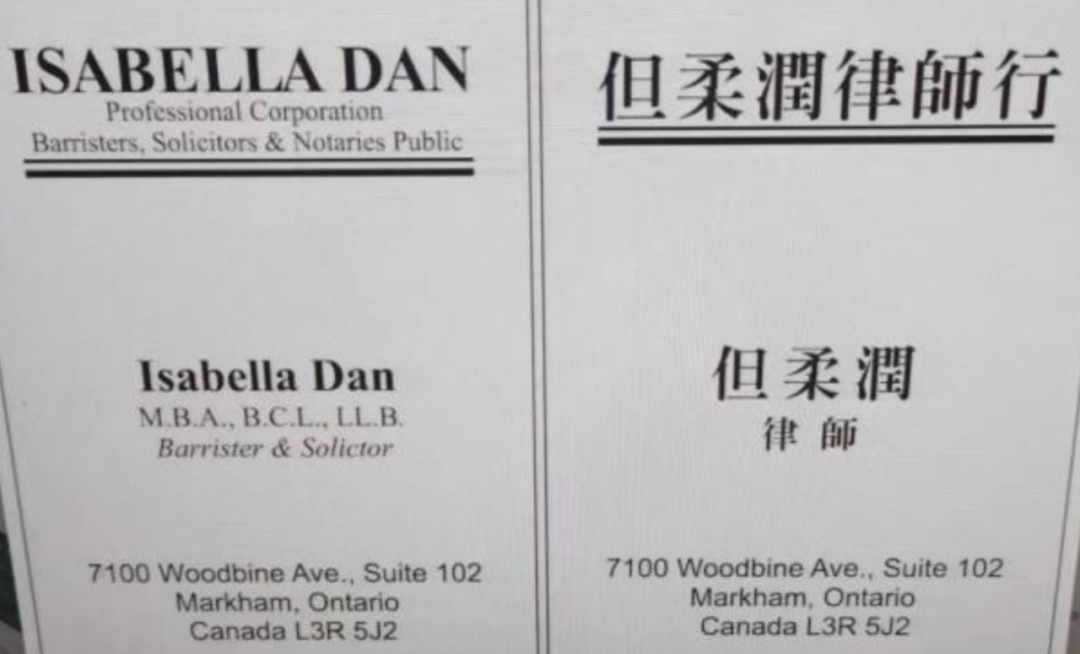 ISABELLA DAN
Professional Corporation
Barristers, Solicitors & Notaries Public
Isabella Dan
M.B.A., B.C.L., LL.B.
Barrister & Solictor
7100 Woodbine Ave., Suite 102
Markham, Ontario
Canada L3R 5J2
但柔潤律師行
但柔潤
律師
7100 Woodbine Ave., Suite 102
Markham, Ontario
Canada L3R 5J2